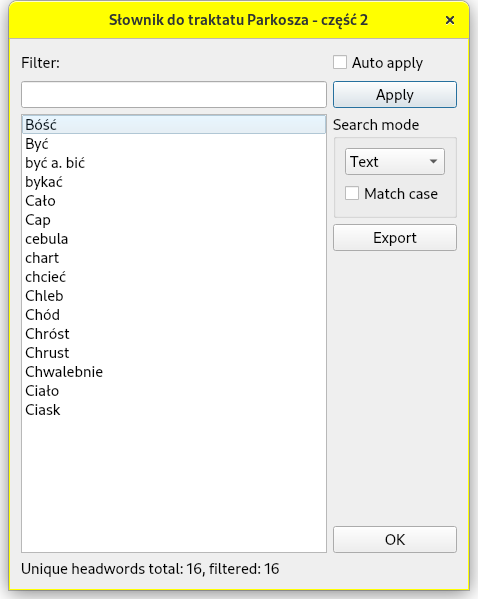 Słownik do traktatu Parkosza - część 2
Filter:
Auto apply
Apply
Bóść
Być
być a. bić
bykać
Cało
Cap
cebula
chart
chcieć
Chleb
Chód
Chróst
Chrust
Chwalebnie
Ciało
Ciask
Search mode
Text
Match case
Export
OK
Unique headwords total: 16, filtered: 16